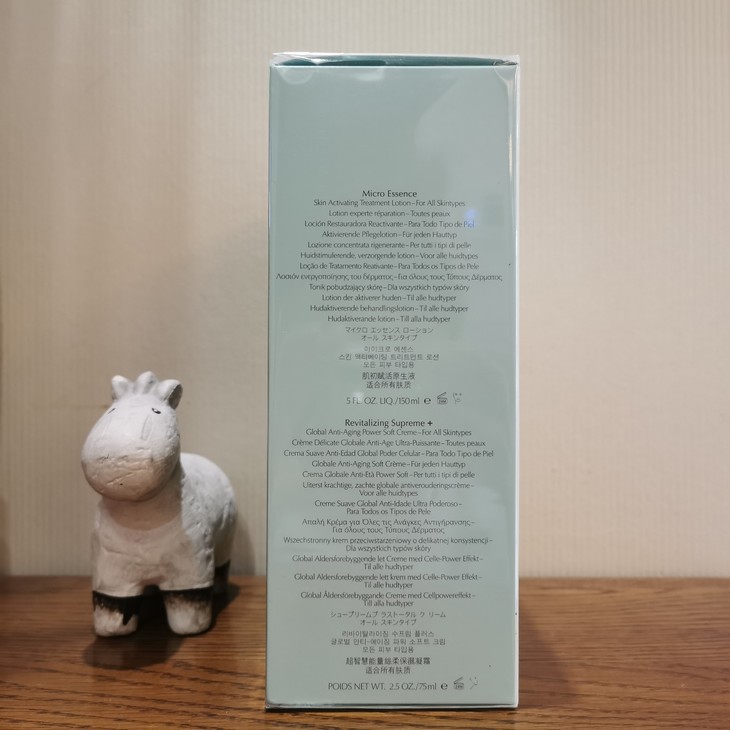 Micro Essence
Skin Activating Treatment Lotion – For All Skintypes
Lotion experte réparation – Toutes peaux
Loción Restauradora Reactivante – Para Todo Tipo de Piel
Aktivierende Pflegelotion – Für jeden Hauttyp
Lozione concentrata rigenerante – Per tutti i tipi di pelle
Huidstimulerende, verzorgende lotion – Voor alle huidtypes
Loção de Tratamento Reativante – Para Todos os Tipos de Pele
Λοσιόν ενεργοποίησης του δέρματος – Για όλους τους Τύπους Δέρματος
Tonik pobudzający skórę – Dla wszystkich typów skóry
Lotion der aktiverer huden – Til alle hudtyper
Hudaktiverende behandlingslotion – Til alle hudtyper
Hudaktiverande lotion – Till alla hudtyper
マイクロ エッセンス ローション
オール スキンタイプ
마이크로 에센스
스킨 액티베이팅 트리트먼트 로션
모든 피부 타입용
肌初赋活原生液
适合所有肤质
5 FL. OZ. LIQ./150 ml e
Revitalizing Supreme +
Global Anti-Aging Power Soft Creme – For All Skintypes
Crème Délicate Globale Anti-Age Ultra-Puissante – Toutes peaux
Crema Suave Anti-Edad Global Poder Celular – Para Todo Tipo de Piel
Globale Anti-Aging Soft Crème – Für jeden Hauttyp
Crema Globale Anti-Età Power Soft – Per tutti i tipi di pelle
Uiterst krachtige, zachte globale antiverouderingscrème –
Voor alle huidtypes
Creme Suave Global Anti-Idade Ultra Poderoso –
Para Todos os Tipos de Pele
Απαλή Κρέμα για Όλες τις Ανάγκες Αντιγήρανσης –
Για όλους τους Τύπους Δέρματος
Wszechstronny krem przeciwstarzeniowy o delikatnej konsystencji –
Dla wszystkich typów skóry
Global Aldersforebyggende let Creme med Celle-Power Effekt –
Til alle hudtyper
Global Aldersforebyggende lett krem med Celle-Power Effekt –
Til alle hudtyper
Global Åldersförebyggande Creme med Cellpowereffekt –
Till alla hudtyper
シュープリームプラス トータル ク リーム
オール スキンタイプ
리바이탈라이징 수프림 플러스
글로벌 안티-에이징 파워 소프트 크림
모든 피부 타입용
超智慧能量絲柔保濕凝霜
适合所有肤质
POIDS NET WT. 2.5 OZ./75 ml e